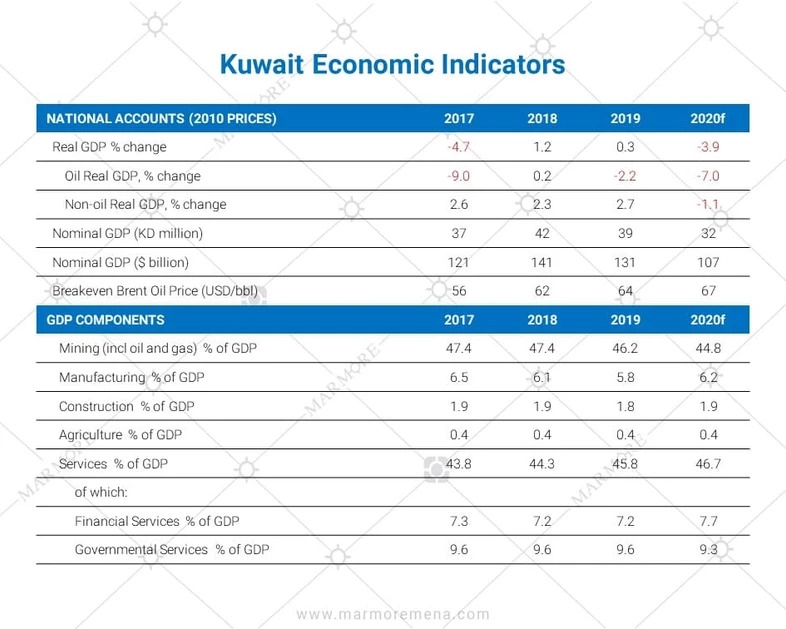 Kuwait Economic Indicators
NATIONAL ACCOUNTS (2010 PRICES) 2017 2018 2019 2020f
Real GDP % change -4.7 1.2 0.3 -3.9
Oil Real GDP, % change -9.0 0.2 -2.2 -7.0
Non-oil Real GDP, % change 2.6 2.3 2.7 -1.1
Nominal GDP (KD million) 37 42 39 32
Nominal GDP ($ billion) 121 141 131 107
Breakeven Brent Oil Price (USD/bbl) 56 62 64 67
GDP COMPONENTS 2017 2018 2019 2020f
Mining (incl oil and gas) % of GDP 47.4 47.4 46.2 44.8
Manufacturing % of GDP 6.5 6.1 5.8 6.2
Construction % of GDP 1.9 1.9 1.8 1.9
Agriculture % of GDP 0.4 0.4 0.4 0.4
Services % of GDP 43.8 44.3 45.8 46.7
of which:
Financial Services % of GDP 7.3 7.2 7.2 7.7
Governmental Services % of GDP 9.6 9.6 9.6 9.3
www.marmoremena.com
MARMORE
MARMORE
MARMORE
MARMORE